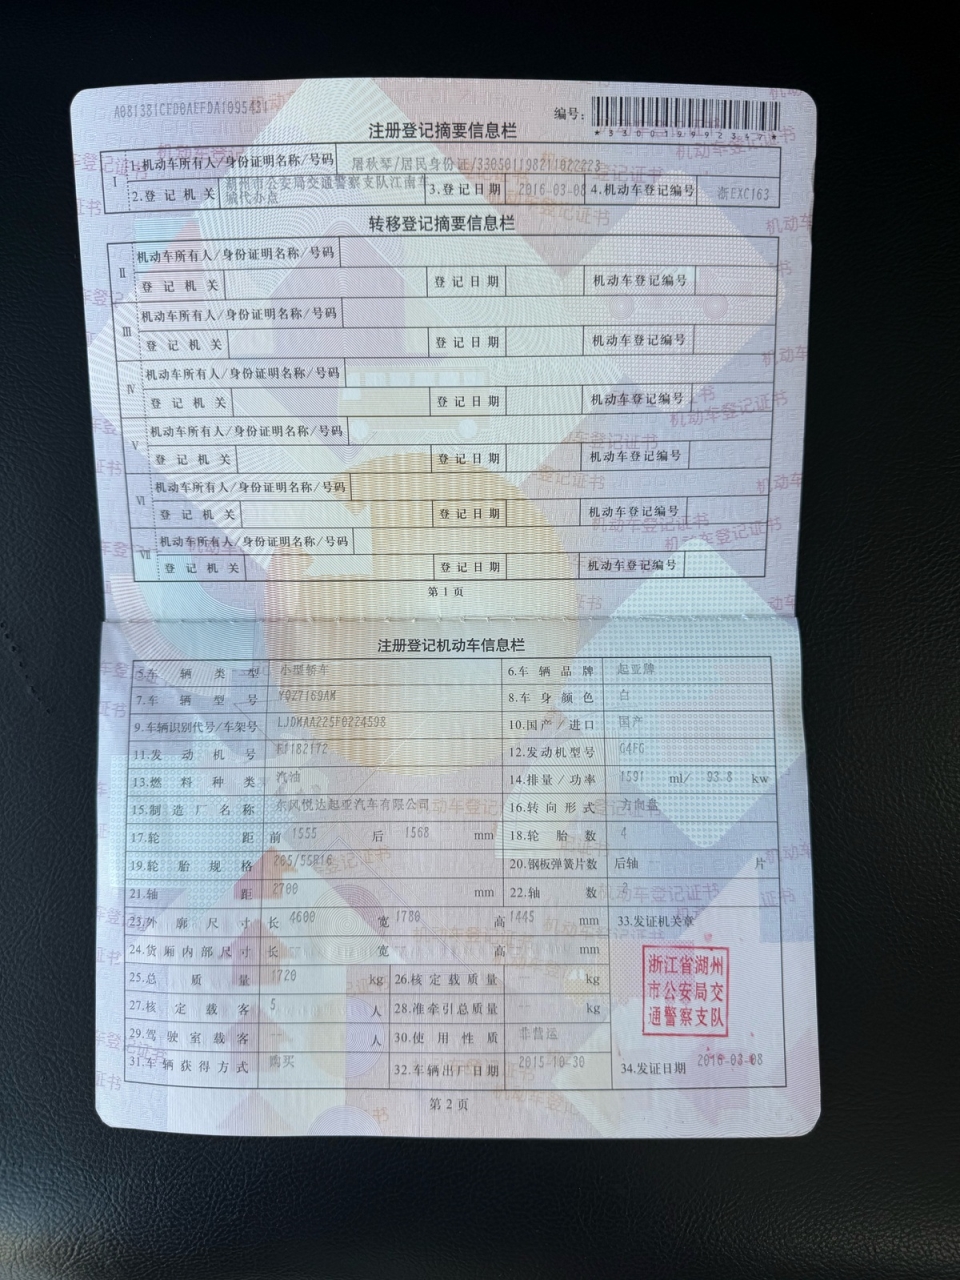 A081381CED0AEFDA1095431
编号:
*330019992347*
注册登记摘要信息栏
Ⅰ 1.机动车所有人/身份证明名称/号码 屠秋琴/居民身份证/330501198211022223
2.登记机关 湖州市公安局交通警察支队江南车城代办点 3.登记日期 2016-03-08 4.机动车登记编号 浙EXC163
转移登记摘要信息栏
Ⅱ 机动车所有人/身份证明名称/号码
登记机关 登记日期 机动车登记编号
Ⅲ 机动车所有人/身份证明名称/号码
登记机关 登记日期 机动车登记编号
Ⅳ 机动车所有人/身份证明名称/号码
登记机关 登记日期 机动车登记编号
Ⅴ 机动车所有人/身份证明名称/号码
登记机关 登记日期 机动车登记编号
Ⅵ 机动车所有人/身份证明名称/号码
登记机关 登记日期 机动车登记编号
Ⅶ 机动车所有人/身份证明名称/号码
登记机关 登记日期 机动车登记编号
第1页
注册登记机动车信息栏
5.车辆类型 小型轿车 6.车辆品牌 起亚牌
7.车辆型号 YQZ7169AM 8.车身颜色 白
9.车辆识别代号/车架号 LJDMAA225F0224598 10.国产/进口 国产
11.发动机号 F1182172 12.发动机型号 G4FG
13.燃料种类 汽油 14.排量/功率 1591 ml/ 93.8 kw
15.制造厂名称 东风悦达起亚汽车有限公司 16.转向形式 方向盘
17.轮距 前 1555 后 1568 mm 18.轮胎数 4
19.轮胎规格 205/55R16 20.钢板弹簧片数 后轴 片
21.轴距 2700 mm 22.轴数 2
23.外廓尺寸 长 4600 宽 1780 高 1445 mm 33.发证机关章
24.货厢内部尺寸 长 宽 高 mm
25.总质量 1720 kg 26.核定载质量 kg
27.核定载客 5 人 28.准牵引总质量 kg
29.驾驶室载客 人 30.使用性质 非营运
31.车辆获得方式 购买 32.车辆出厂日期 2015-10-30 34.发证日期 2016-03-08
浙江省湖州
市公安局交
通警察支队
第2页